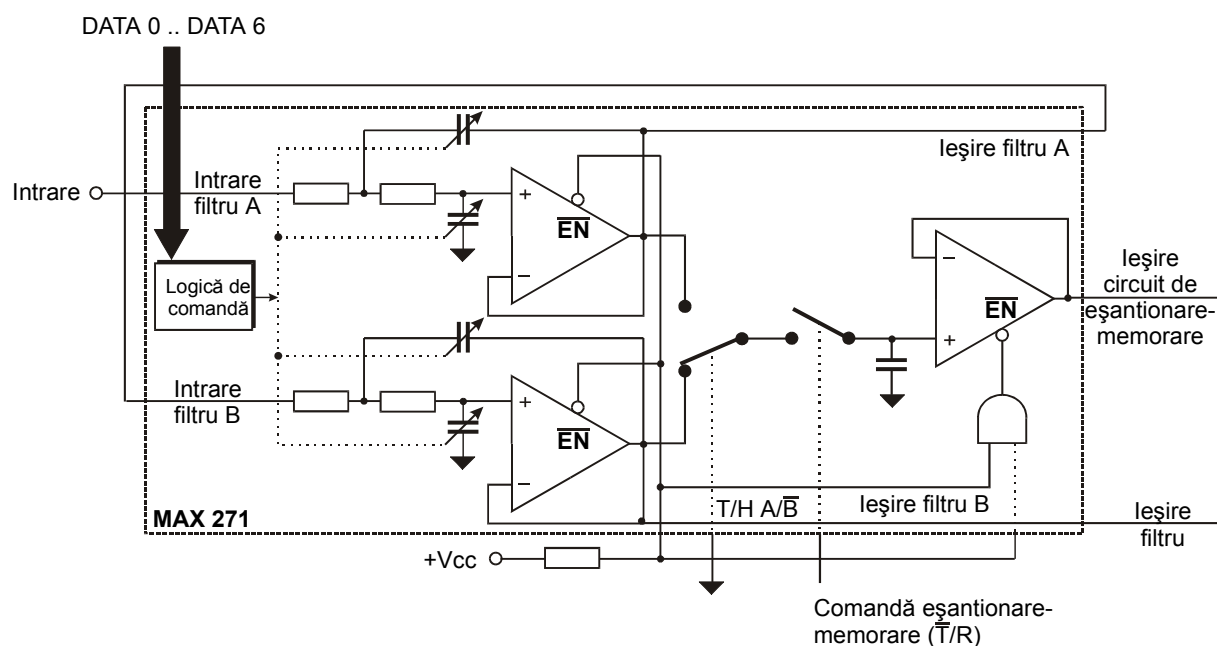 DATA 0 .. DATA 6
Ieşire filtru A
Intrare
Intrare
filtru A
+
EN
−
Logică de
comandă
Ieşire
circuit de
eşantionare-
memorare
−
EN
+
Intrare
filtru B
+
EN
−
T/H A/B
Ieşire filtru B
MAX 271
Ieşire
filtru
+Vcc
Comandă eşantionare-
memorare (T/R)